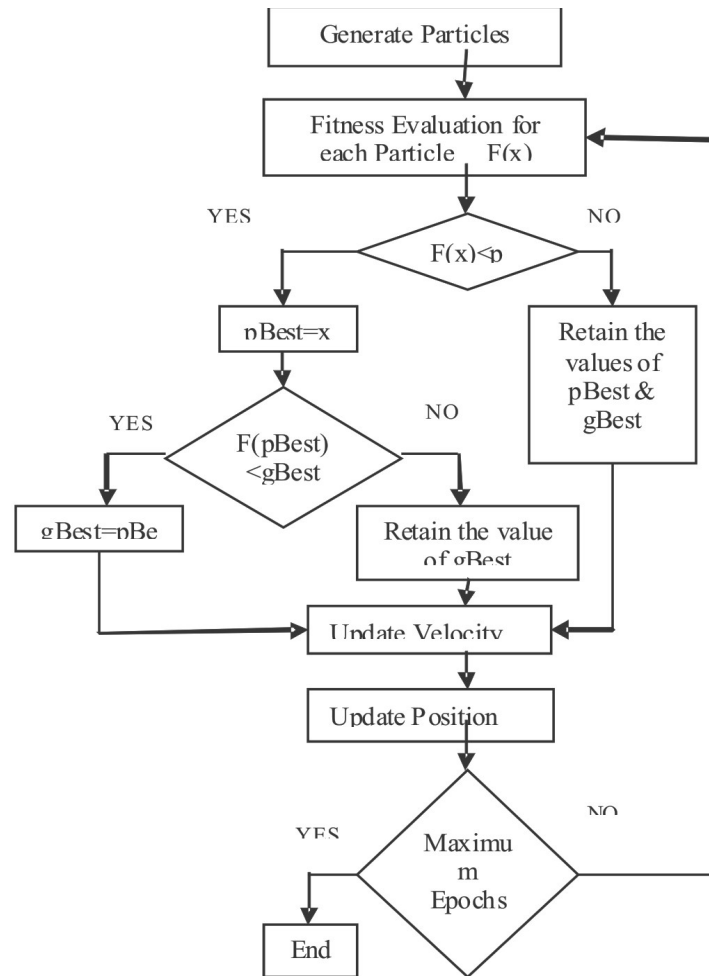 Generate Particles
Fitness Evaluation for
each Particle F(x)
YES
NO
F(x)<p
pBest=x
Retain the
values of
pBest &
gBest
YES
NO
F(pBest)
<gBest
gBest=pBe
Retain the value
of gBest
Update Velocity
Update Position
YES
NO
Maximu
m
Epochs
End